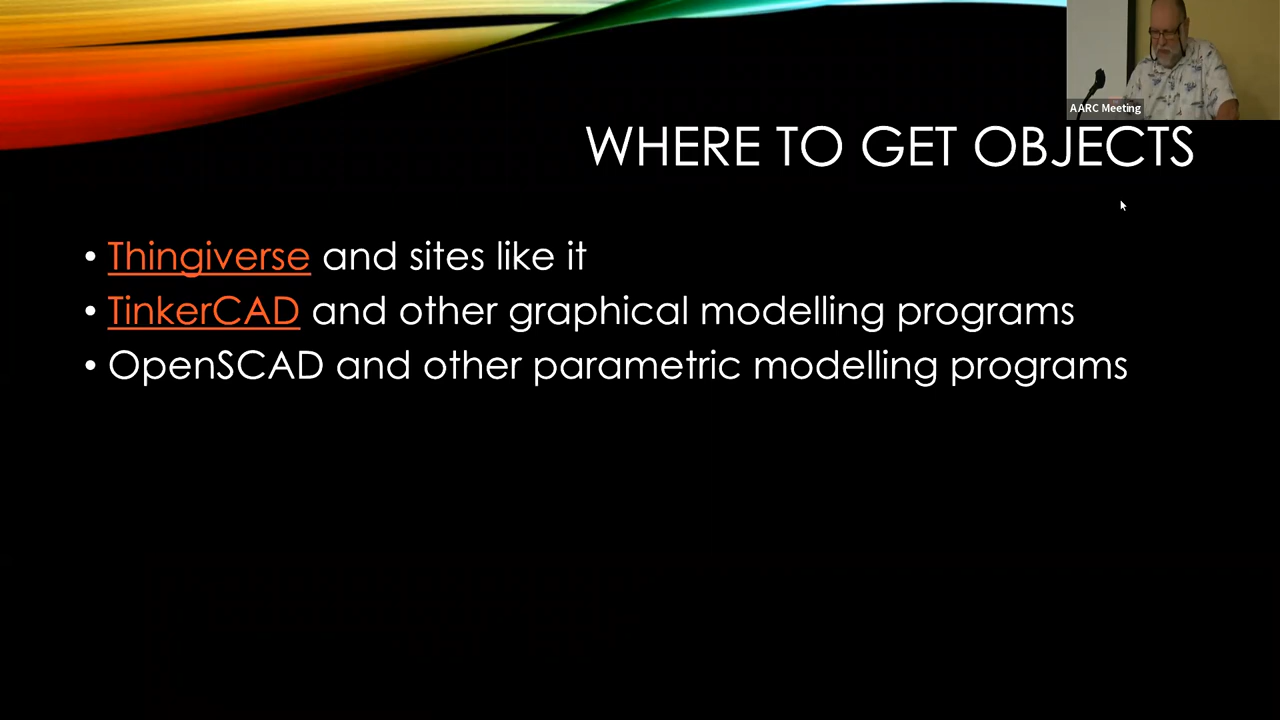 AARC Meeting
WHERE TO GET OBJECTS
• Thingiverse and sites like it
• TinkerCAD and other graphical modelling programs
• OpenSCAD and other parametric modelling programs